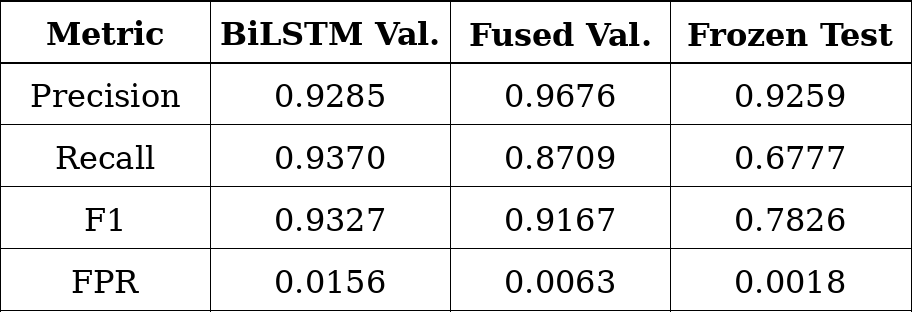 Metric BiLSTM Val. Fused Val. Frozen Test
Precision 0.9285 0.9676 0.9259
Recall 0.9370 0.8709 0.6777
F1 0.9327 0.9167 0.7826
FPR 0.0156 0.0063 0.0018